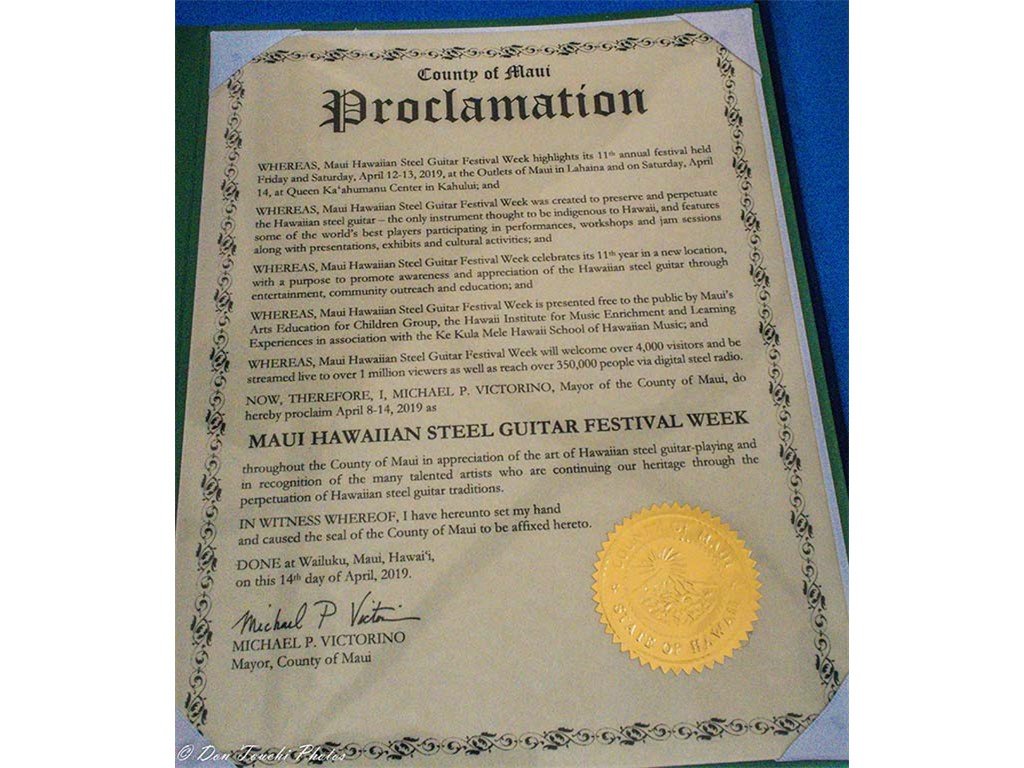 County of Maui
Proclamation
WHEREAS, Maui Hawaiian Steel Guitar Festival Week highlights its 11th annual festival held
Friday and Saturday, April 12-13, 2019, at the Outlets of Maui in Lahaina and on Saturday, April
14, at Queen Kaʻahumanu Center in Kahului; and
WHEREAS, Maui Hawaiian Steel Guitar Festival Week was created to preserve and perpetuate
the Hawaiian steel guitar – the only instrument thought to be indigenous to Hawaii, and features
some of the world's best players participating in performances, workshops and jam sessions
along with presentations, exhibits and cultural activities; and
WHEREAS, Maui Hawaiian Steel Guitar Festival Week celebrates its 11th year in a new location,
with a purpose to promote awareness and appreciation of the Hawaiian steel guitar through
entertainment, community outreach and education; and
WHEREAS, Maui Hawaiian Steel Guitar Festival Week is presented free to the public by Maui's
Arts Education for Children Group, the Hawaii Institute for Music Enrichment and Learning
Experiences in association with the Ke Kula Mele Hawaii School of Hawaiian Music; and
WHEREAS, Maui Hawaiian Steel Guitar Festival Week will welcome over 4,000 visitors and be
streamed live to over 1 million viewers as well as reach over 350,000 people via digital steel radio.
NOW, THEREFORE, I, MICHAEL P. VICTORINO, Mayor of the County of Maui, do
hereby proclaim April 8-14, 2019 as
MAUI HAWAIIAN STEEL GUITAR FESTIVAL WEEK
throughout the County of Maui in appreciation of the art of Hawaiian steel guitar-playing and
in recognition of the many talented artists who are continuing our heritage through the
perpetuation of Hawaiian steel guitar traditions.
IN WITNESS WHEREOF, I have hereunto set my hand
and caused the seal of the County of Maui to be affixed hereto.
DONE at Wailuku, Maui, Hawaiʻi,
on this 14th day of April, 2019.
Michael P Victorino
MICHAEL P. VICTORINO
Mayor, County of Maui
COUNTY OF MAUI
STATE OF HAWAII
© Don Touchi Photos